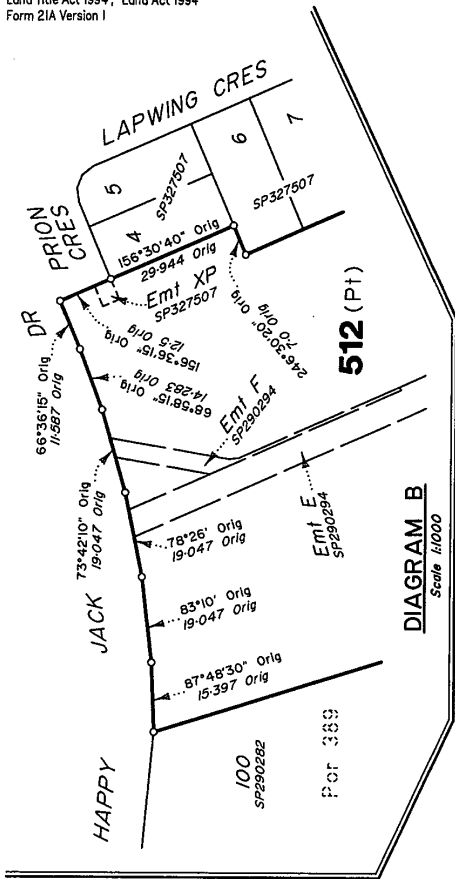 Land Title Act 1994; Land Act 1994
Form 21A Version 1
LAPWING CRES
PRION
CRES
HAPPY JACK DR
5
4
SP327507
6
7
SP327507
156°30'40" Orig
29·944 Orig
Emt XP
SP327507
66°36'15" Orig
11·587 Orig
156°36'15" Orig
12·5 Orig
68°58'15" Orig
14·283 Orig
246°30'20" Orig
7·0 Orig
73°42'10" Orig
19·047 Orig
Emt F
SP290294
512 (Pt)
78°26' Orig
19·047 Orig
Emt E
SP290294
83°10' Orig
19·047 Orig
87°48'30" Orig
15·397 Orig
100
SP290282
Por 389
DIAGRAM B
Scale 1:1000